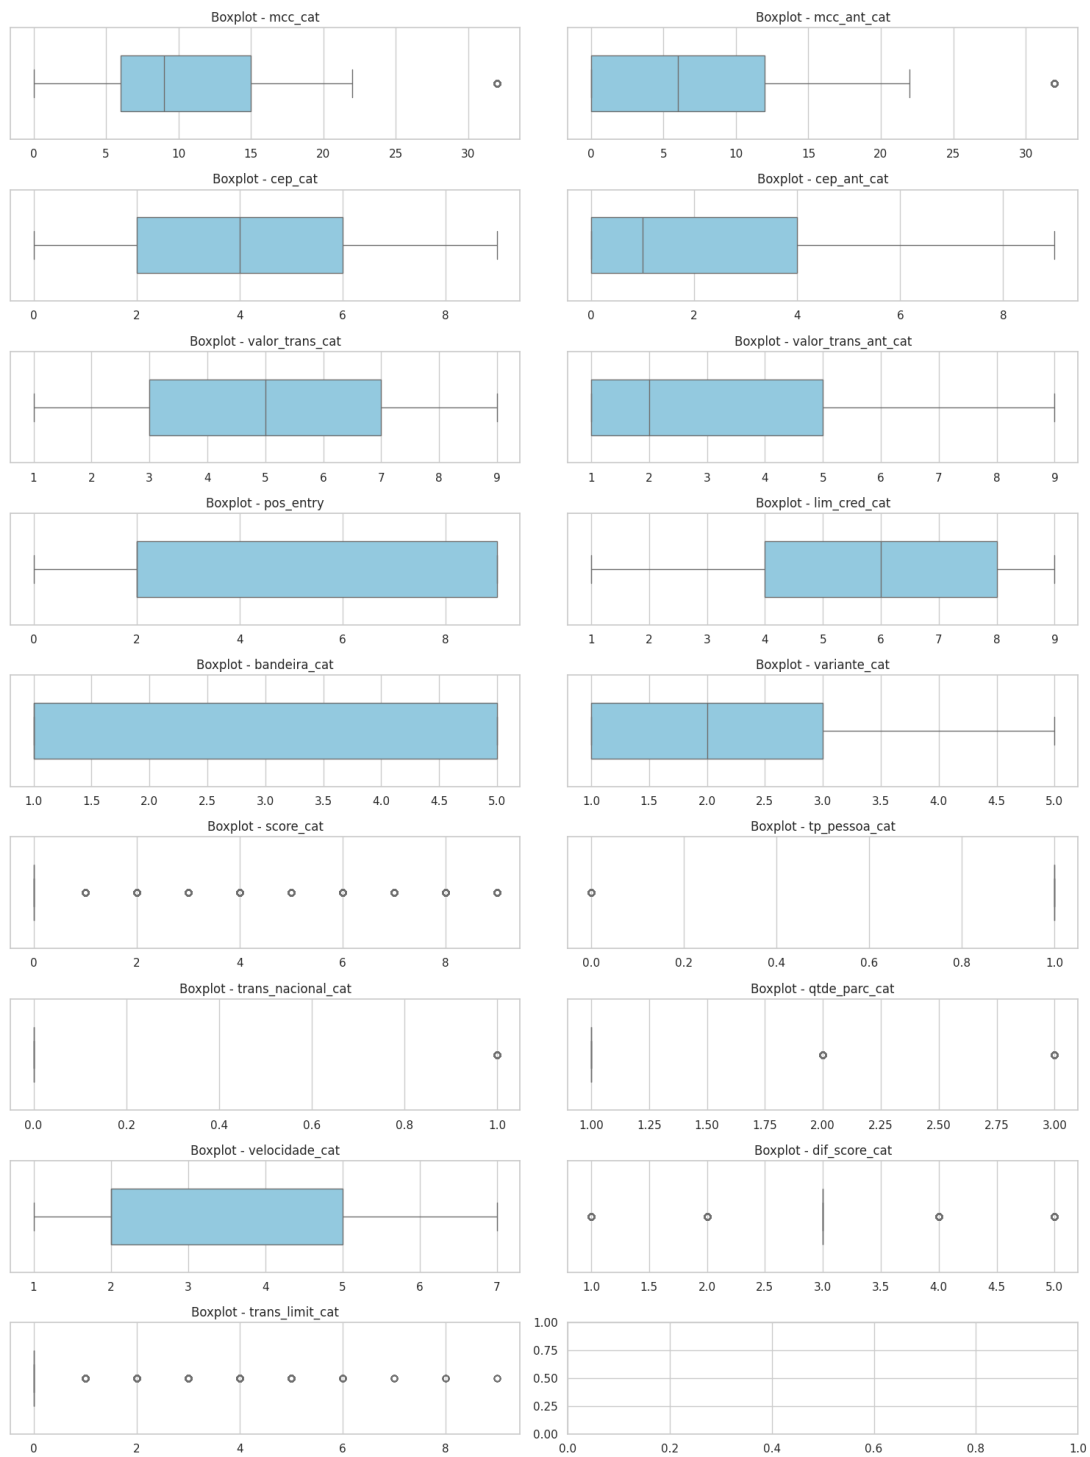 Boxplot - mcc_cat
0 5 10 15 20 25 30
Boxplot - mcc_ant_cat
0 5 10 15 20 25 30
Boxplot - cep_cat
0 2 4 6 8
Boxplot - cep_ant_cat
0 2 4 6 8
Boxplot - valor_trans_cat
1 2 3 4 5 6 7 8 9
Boxplot - valor_trans_ant_cat
1 2 3 4 5 6 7 8 9
Boxplot - pos_entry
0 2 4 6 8
Boxplot - lim_cred_cat
1 2 3 4 5 6 7 8 9
Boxplot - bandeira_cat
1.0 1.5 2.0 2.5 3.0 3.5 4.0 4.5 5.0
Boxplot - variante_cat
1.0 1.5 2.0 2.5 3.0 3.5 4.0 4.5 5.0
Boxplot - score_cat
0 2 4 6 8
Boxplot - tp_pessoa_cat
0.0 0.2 0.4 0.6 0.8 1.0
Boxplot - trans_nacional_cat
0.0 0.2 0.4 0.6 0.8 1.0
Boxplot - qtde_parc_cat
1.00 1.25 1.50 1.75 2.00 2.25 2.50 2.75 3.00
Boxplot - velocidade_cat
1 2 3 4 5 6 7
Boxplot - dif_score_cat
1.0 1.5 2.0 2.5 3.0 3.5 4.0 4.5 5.0
Boxplot - trans_limit_cat
0 2 4 6 8
1.00
0.75
0.50
0.25
0.00
0.0 0.2 0.4 0.6 0.8 1.0